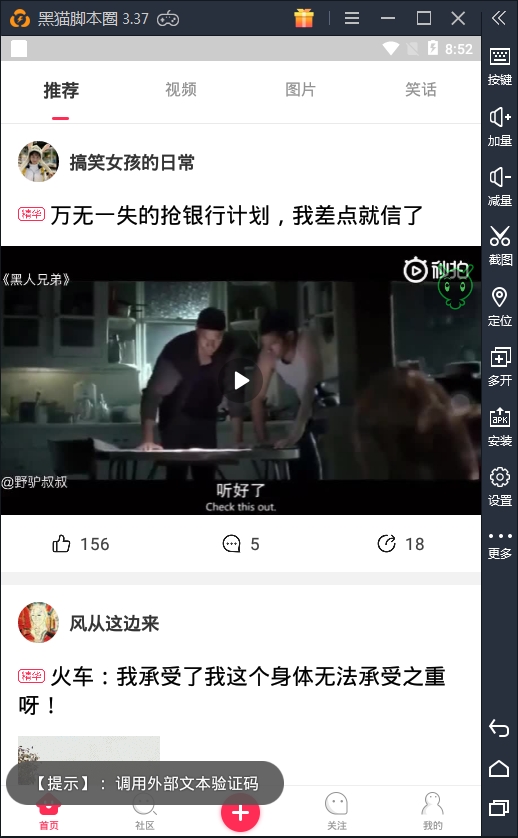 黑猫脚本圈 3.37
8:52
推荐 视频 图片 笑话
搞笑女孩的日常
精华 万无一失的抢银行计划，我差点就信了
秒拍
《黑人兄弟》
@野驴叔叔
听好了
Check this out.
156 5 18
风从这边来
精华 火车：我承受了我这个身体无法承受之重
呀！
【提示】：调用外部文本验证码
首页 社区 关注 我的
按键
加量
减量
截图
定位
多开
APK
安装
设置
更多